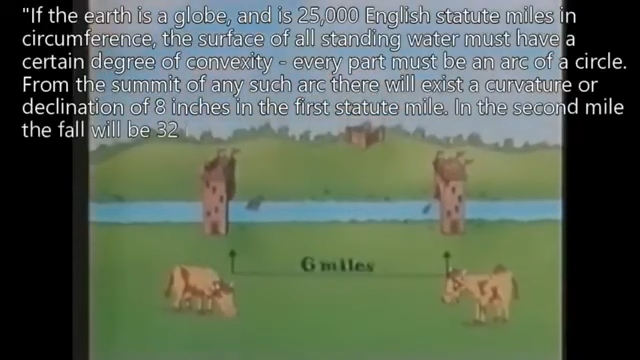 "If the earth is a globe, and is 25,000 English statute miles in
circumference, the surface of all standing water must have a
certain degree of convexity - every part must be an arc of a circle.
From the summit of any such arc there will exist a curvature or
declination of 8 inches in the first statute mile. In the second mile
the fall will be 32
6 miles